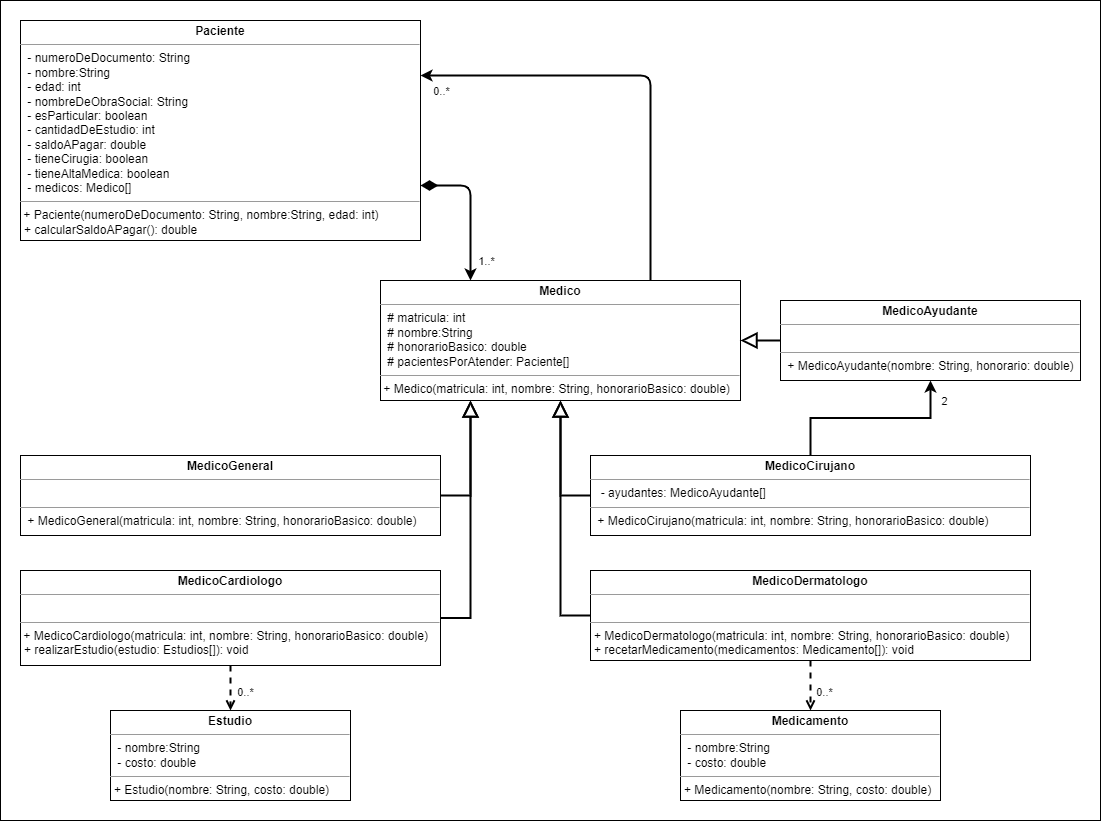 Paciente
- numeroDeDocumento: String
- nombre:String
- edad: int
- nombreDeObraSocial: String
- esParticular: boolean
- cantidadDeEstudio: int
- saldoAPagar: double
- tieneCirugia: boolean
- tieneAltaMedica: boolean
- medicos: Medico[]
+ Paciente(numeroDeDocumento: String, nombre:String, edad: int)
+ calcularSaldoAPagar(): double
0..*
1..*
Medico
# matricula: int
# nombre:String
# honorarioBasico: double
# pacientesPorAtender: Paciente[]
+ Medico(matricula: int, nombre: String, honorarioBasico: double)
MedicoAyudante
+ MedicoAyudante(nombre: String, honorario: double)
2
MedicoGeneral
+ MedicoGeneral(matricula: int, nombre: String, honorarioBasico: double)
MedicoCirujano
- ayudantes: MedicoAyudante[]
+ MedicoCirujano(matricula: int, nombre: String, honorarioBasico: double)
MedicoCardiologo
+ MedicoCardiologo(matricula: int, nombre: String, honorarioBasico: double)
+ realizarEstudio(estudio: Estudios[]): void
0..*
MedicoDermatologo
+ MedicoDermatologo(matricula: int, nombre: String, honorarioBasico: double)
+ recetarMedicamento(medicamentos: Medicamento[]): void
0..*
Estudio
- nombre:String
- costo: double
+ Estudio(nombre: String, costo: double)
Medicamento
- nombre:String
- costo: double
+ Medicamento(nombre: String, costo: double)